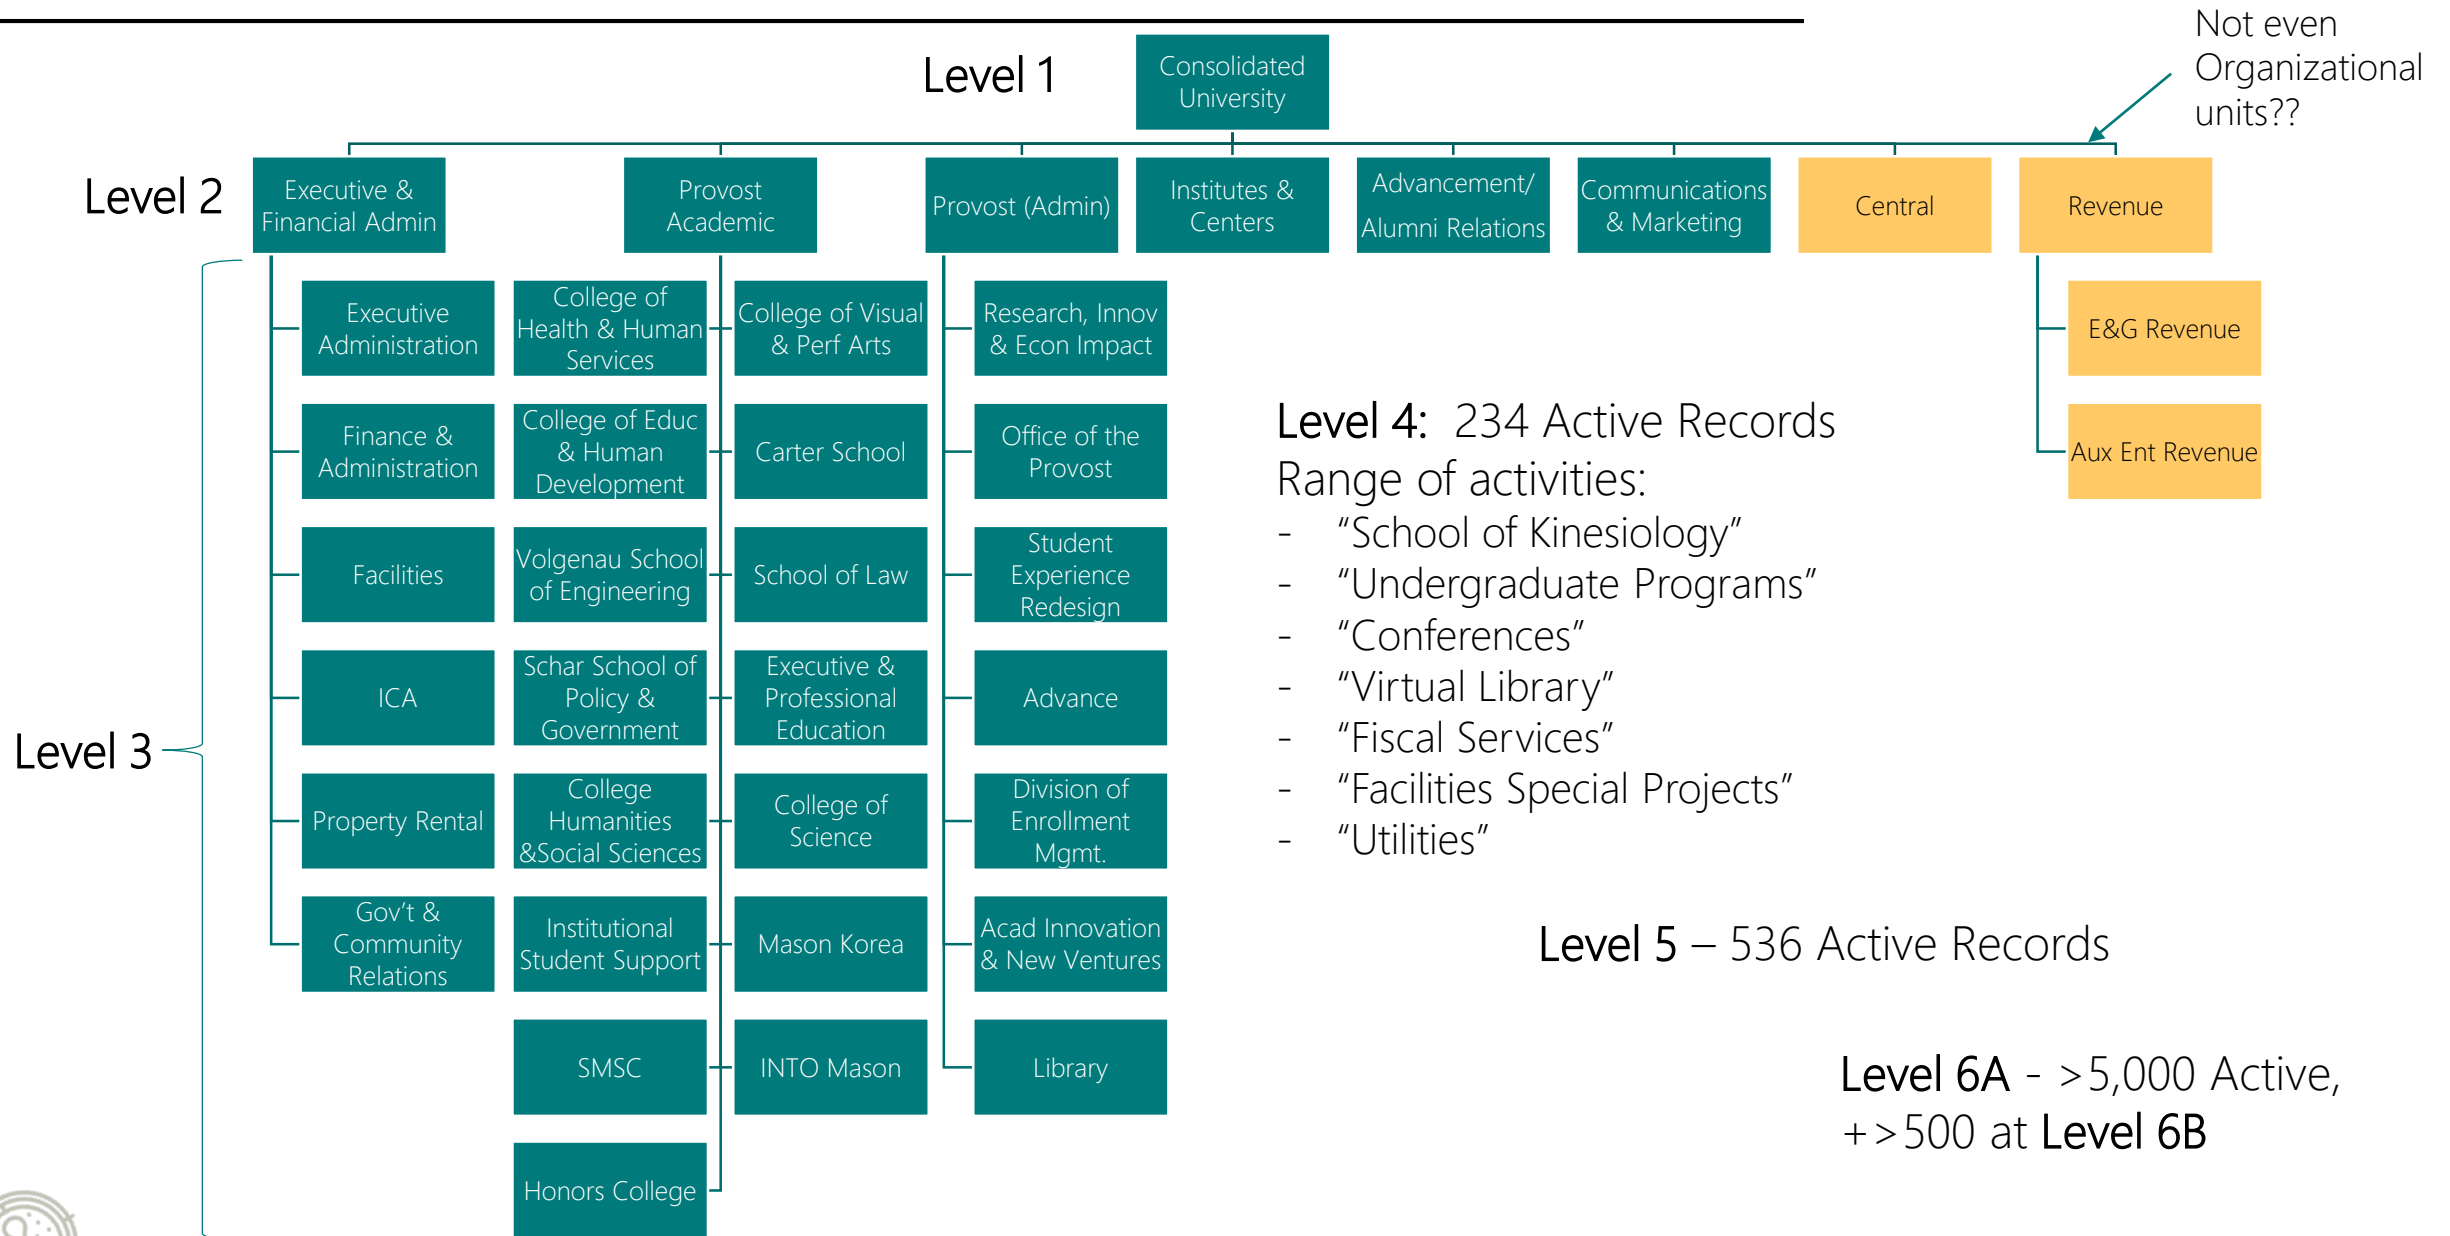 Not even
Organizational
units??
Level 1
Consolidated
University
Level 2
Executive &
Financial Admin
Provost
Academic
Provost (Admin)
Institutes &
Centers
Advancement/
Alumni Relations
Communications
& Marketing
Central
Revenue
Level 3
Executive
Administration
Finance &
Administration
Facilities
ICA
Property Rental
Gov’t &
Community
Relations
College of
Health & Human
Services
College of Educ
& Human
Development
Volgenau School
of Engineering
Schar School of
Policy &
Government
College
Humanities
&Social Sciences
Institutional
Student Support
SMSC
Honors College
College of Visual
& Perf Arts
Carter School
School of Law
Executive &
Professional
Education
College of
Science
Mason Korea
INTO Mason
Research, Innov
& Econ Impact
Office of the
Provost
Student
Experience
Redesign
Advance
Division of
Enrollment
Mgmt.
Acad Innovation
& New Ventures
Library
E&G Revenue
Aux Ent Revenue
Level 4: 234 Active Records
Range of activities:
- “School of Kinesiology”
- “Undergraduate Programs”
- “Conferences”
- “Virtual Library”
- “Fiscal Services”
- “Facilities Special Projects”
- “Utilities”
Level 5 – 536 Active Records
Level 6A - >5,000 Active,
+>500 at Level 6B